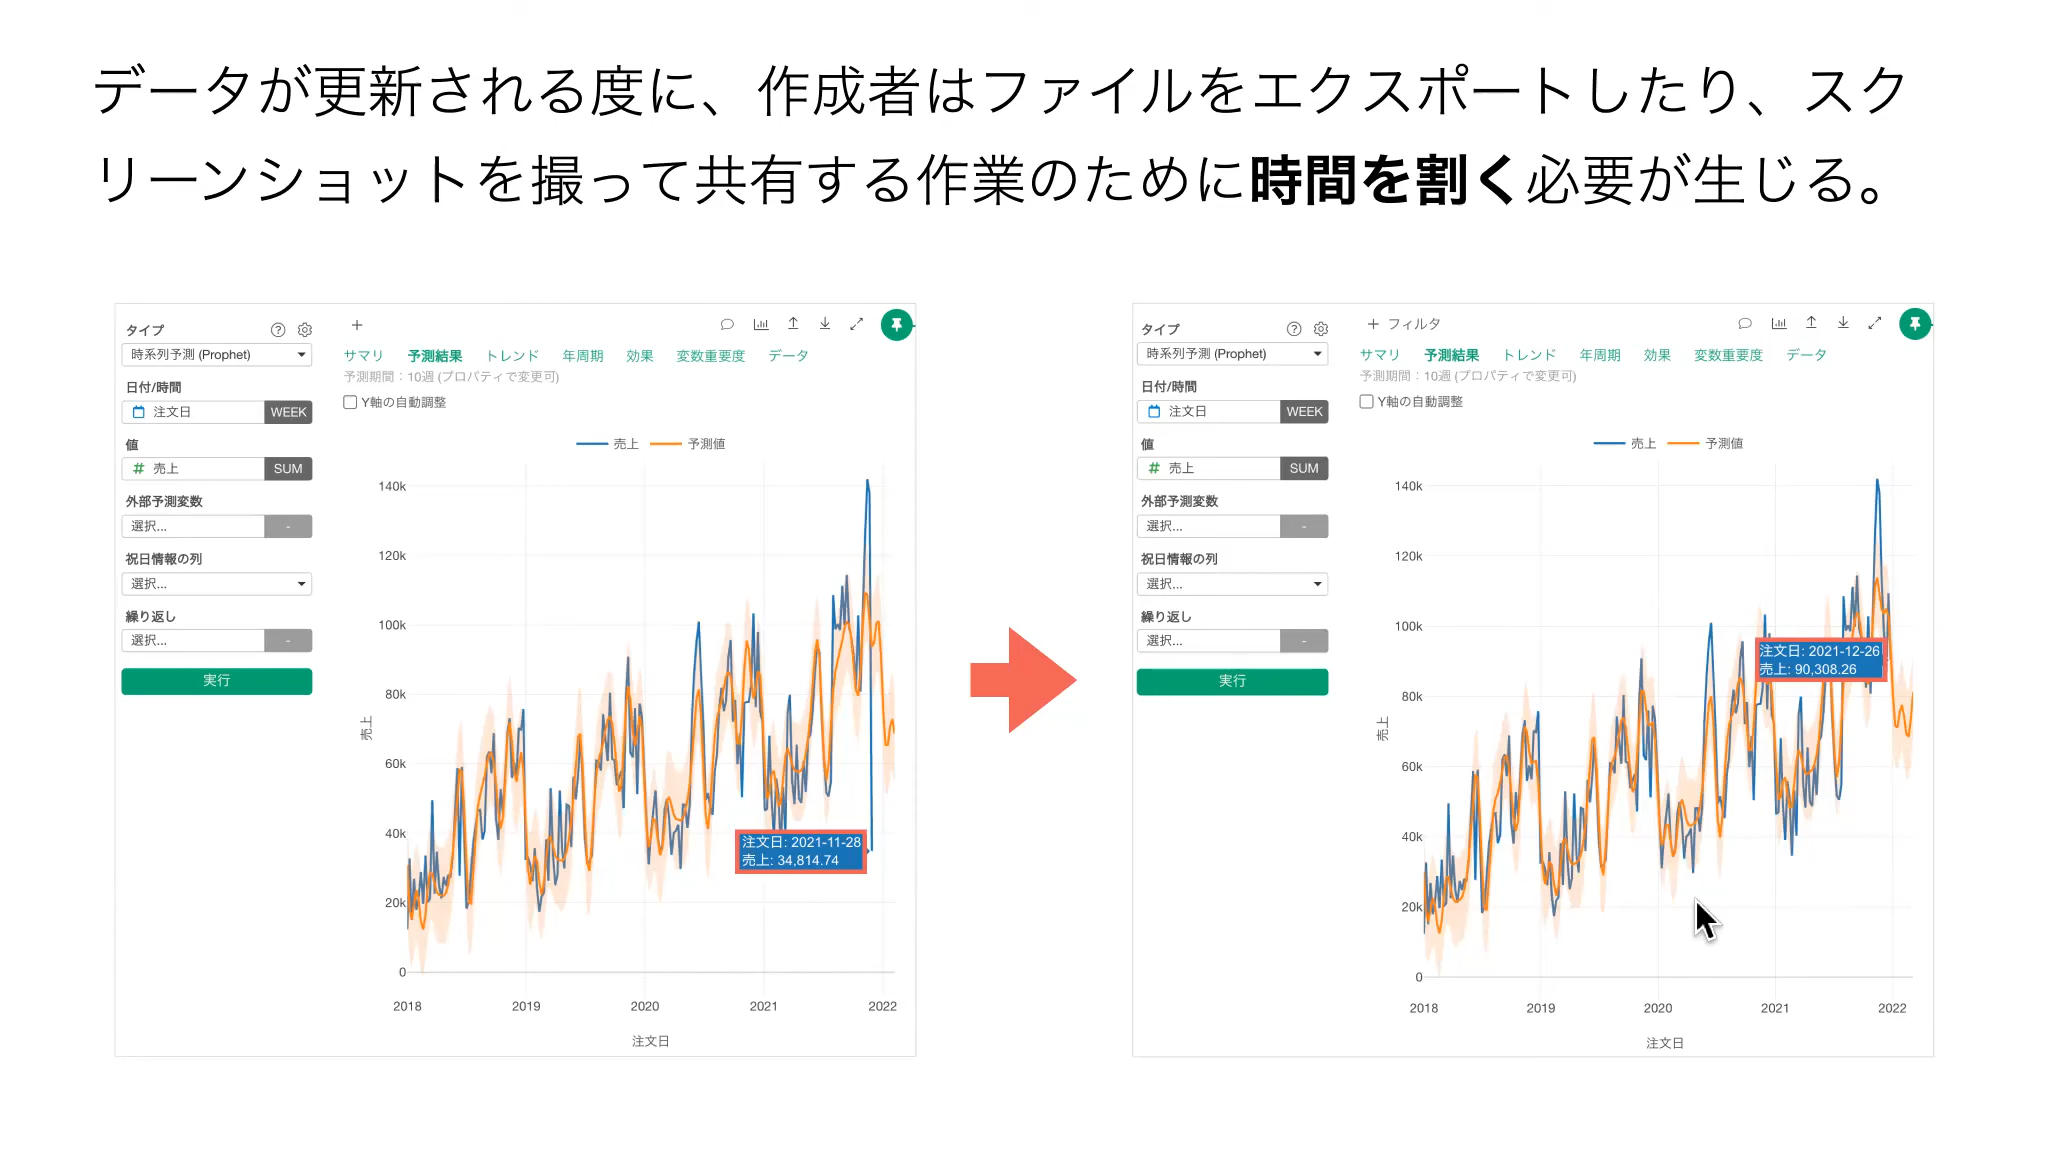 データが更新される度に、作成者はファイルをエクスポートしたり、スク
リーンショットを撮って共有する作業のために時間を割く必要が生じる。
タイプ
時系列予測 (Prophet)
日付/時間
注文日 WEEK
値
売上 SUM
外部予測変数
選択... -
祝日情報の列
選択...
繰り返し
選択... -
実行
サマリ 予測結果 トレンド 年周期 効果 変数重要度 データ
予測期間：10週 (プロパティで変更可)
Y軸の自動調整
売上 予測値
140k
120k
100k
80k
60k
40k
20k
0
売上
注文日: 2021-11-28
売上: 34,814.74
2018 2019 2020 2021 2022
注文日
タイプ
時系列予測 (Prophet)
日付/時間
注文日 WEEK
値
売上 SUM
外部予測変数
選択... -
祝日情報の列
選択...
繰り返し
選択... -
実行
+ フィルタ
サマリ 予測結果 トレンド 年周期 効果 変数重要度 データ
予測期間：10週 (プロパティで変更可)
Y軸の自動調整
売上 予測値
140k
120k
100k
80k
60k
40k
20k
0
売上
注文日: 2021-12-26
売上: 90,308.26
2018 2019 2020 2021 2022
注文日